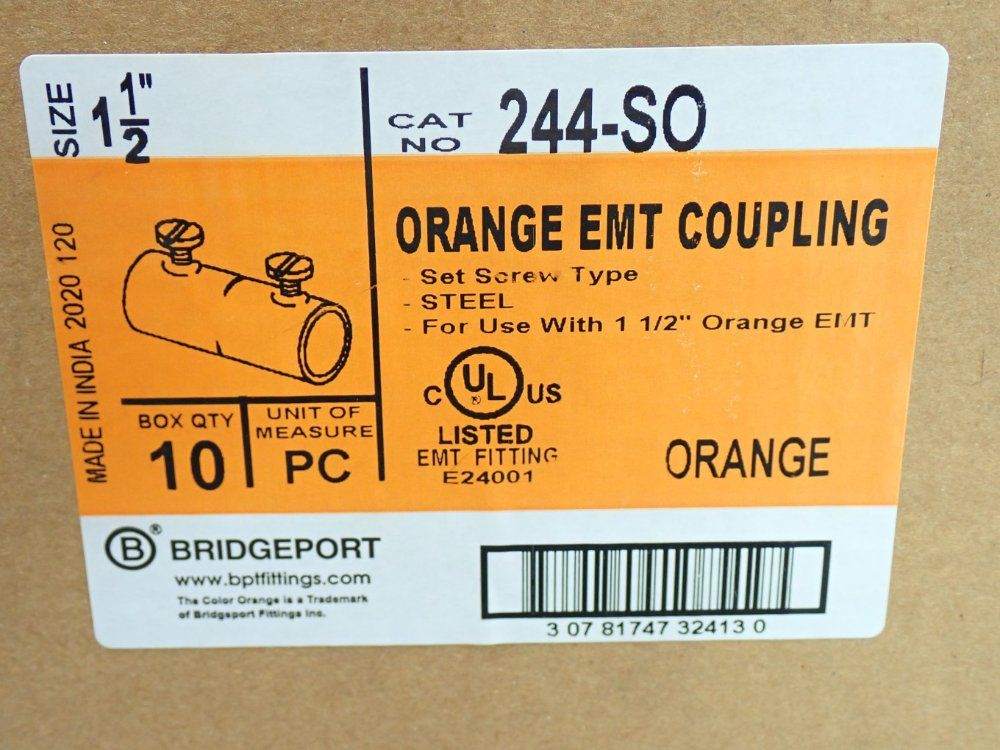 SIZE 1 1/2"
CAT NO 244-SO
ORANGE EMT COUPLING
- Set Screw Type
- STEEL
- For Use With 1 1/2" Orange EMT
MADE IN INDIA 2020 120
BOX QTY
10
UNIT OF
MEASURE
PC
C UL ® US
LISTED
EMT FITTING
E24001
ORANGE
B® BRIDGEPORT
www.bptfittings.com
The Color Orange is a Trademark
of Bridgeport Fittings Inc.
3 07 81747 32413 0